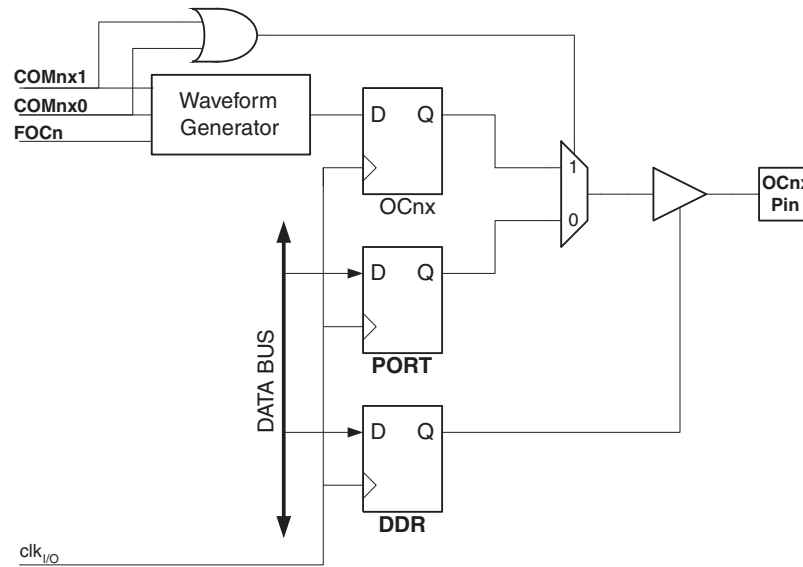 COMnx1
COMnx0
FOCn
Waveform
Generator
D Q
OCnx
1
0
OCnx
Pin
D Q
PORT
DATA BUS
D Q
DDR
clkI/O